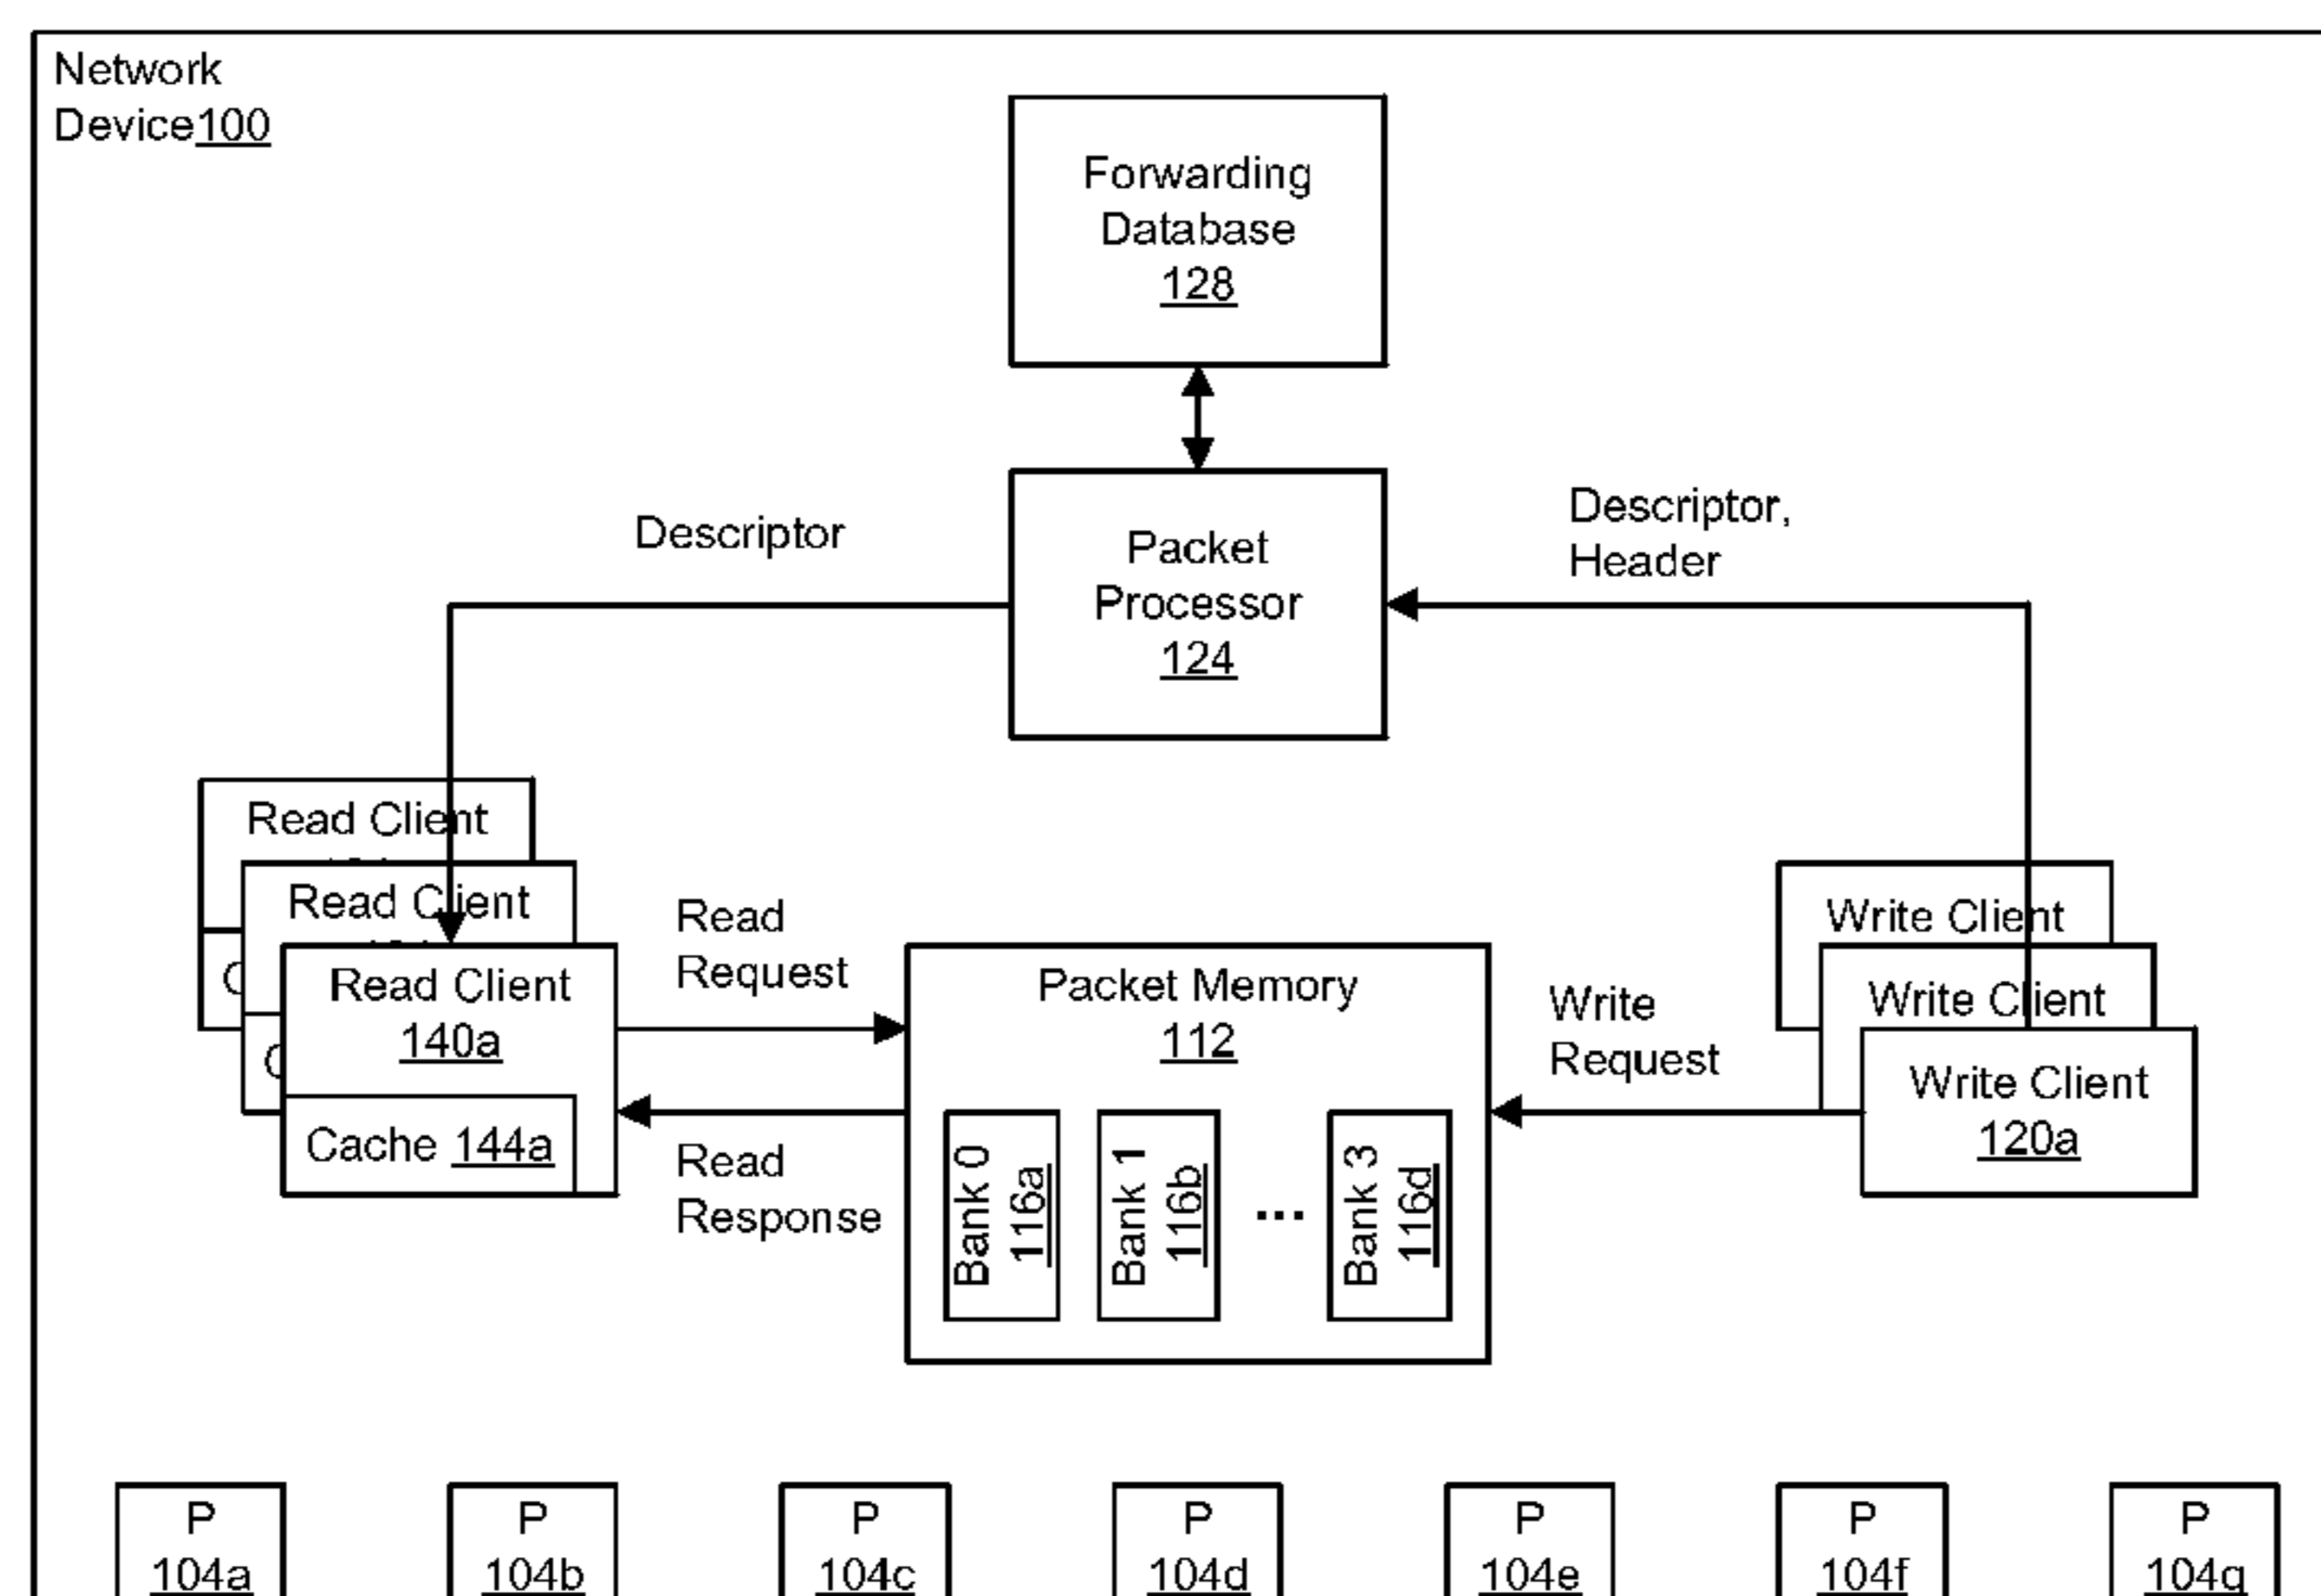 Network
Device100
Forwarding
Database
128
Descriptor
Packet
Processor
124
Descriptor,
Header
Read Client
Read Client
Read Client
140a
Cache 144a
Read
Request
Read
Response
Packet Memory
112
Bank 0
116a
Bank 1
116b
...
Bank 3
116d
Write
Request
Write Client
Write Client
Write Client
120a
P
104a
P
104b
P
104c
P
104d
P
104e
P
104f
P
104g